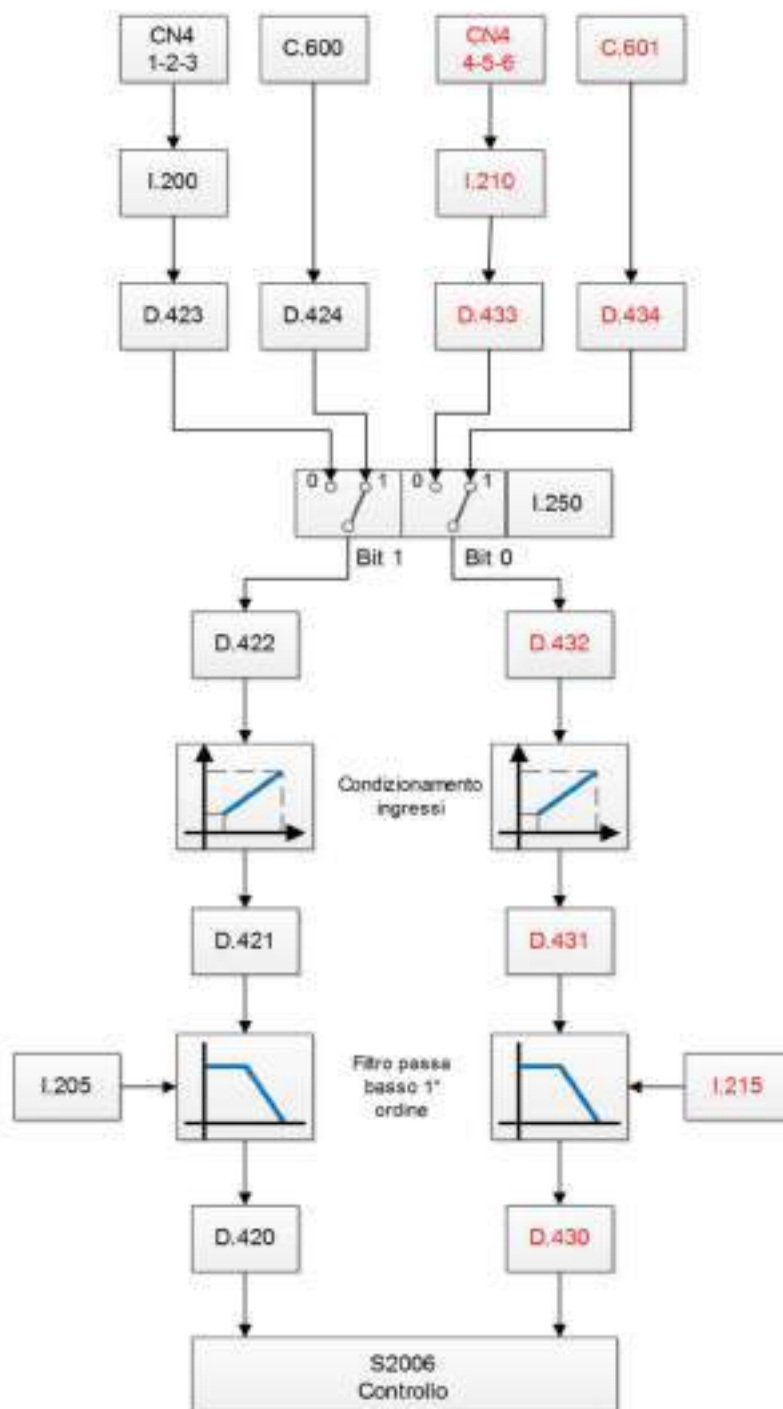 CN4
1-2-3
C.600
CN4
4-5-6
C.601
I.200
I.210
D.423
D.424
D.433
D.434
0
1
0
1
I.250
Bit 1
Bit 0
D.422
D.432
Condizionamento
ingressi
D.421
D.431
I.205
Filtro passa
basso 1°
ordine
I.215
D.420
D.430
S2006
Controllo